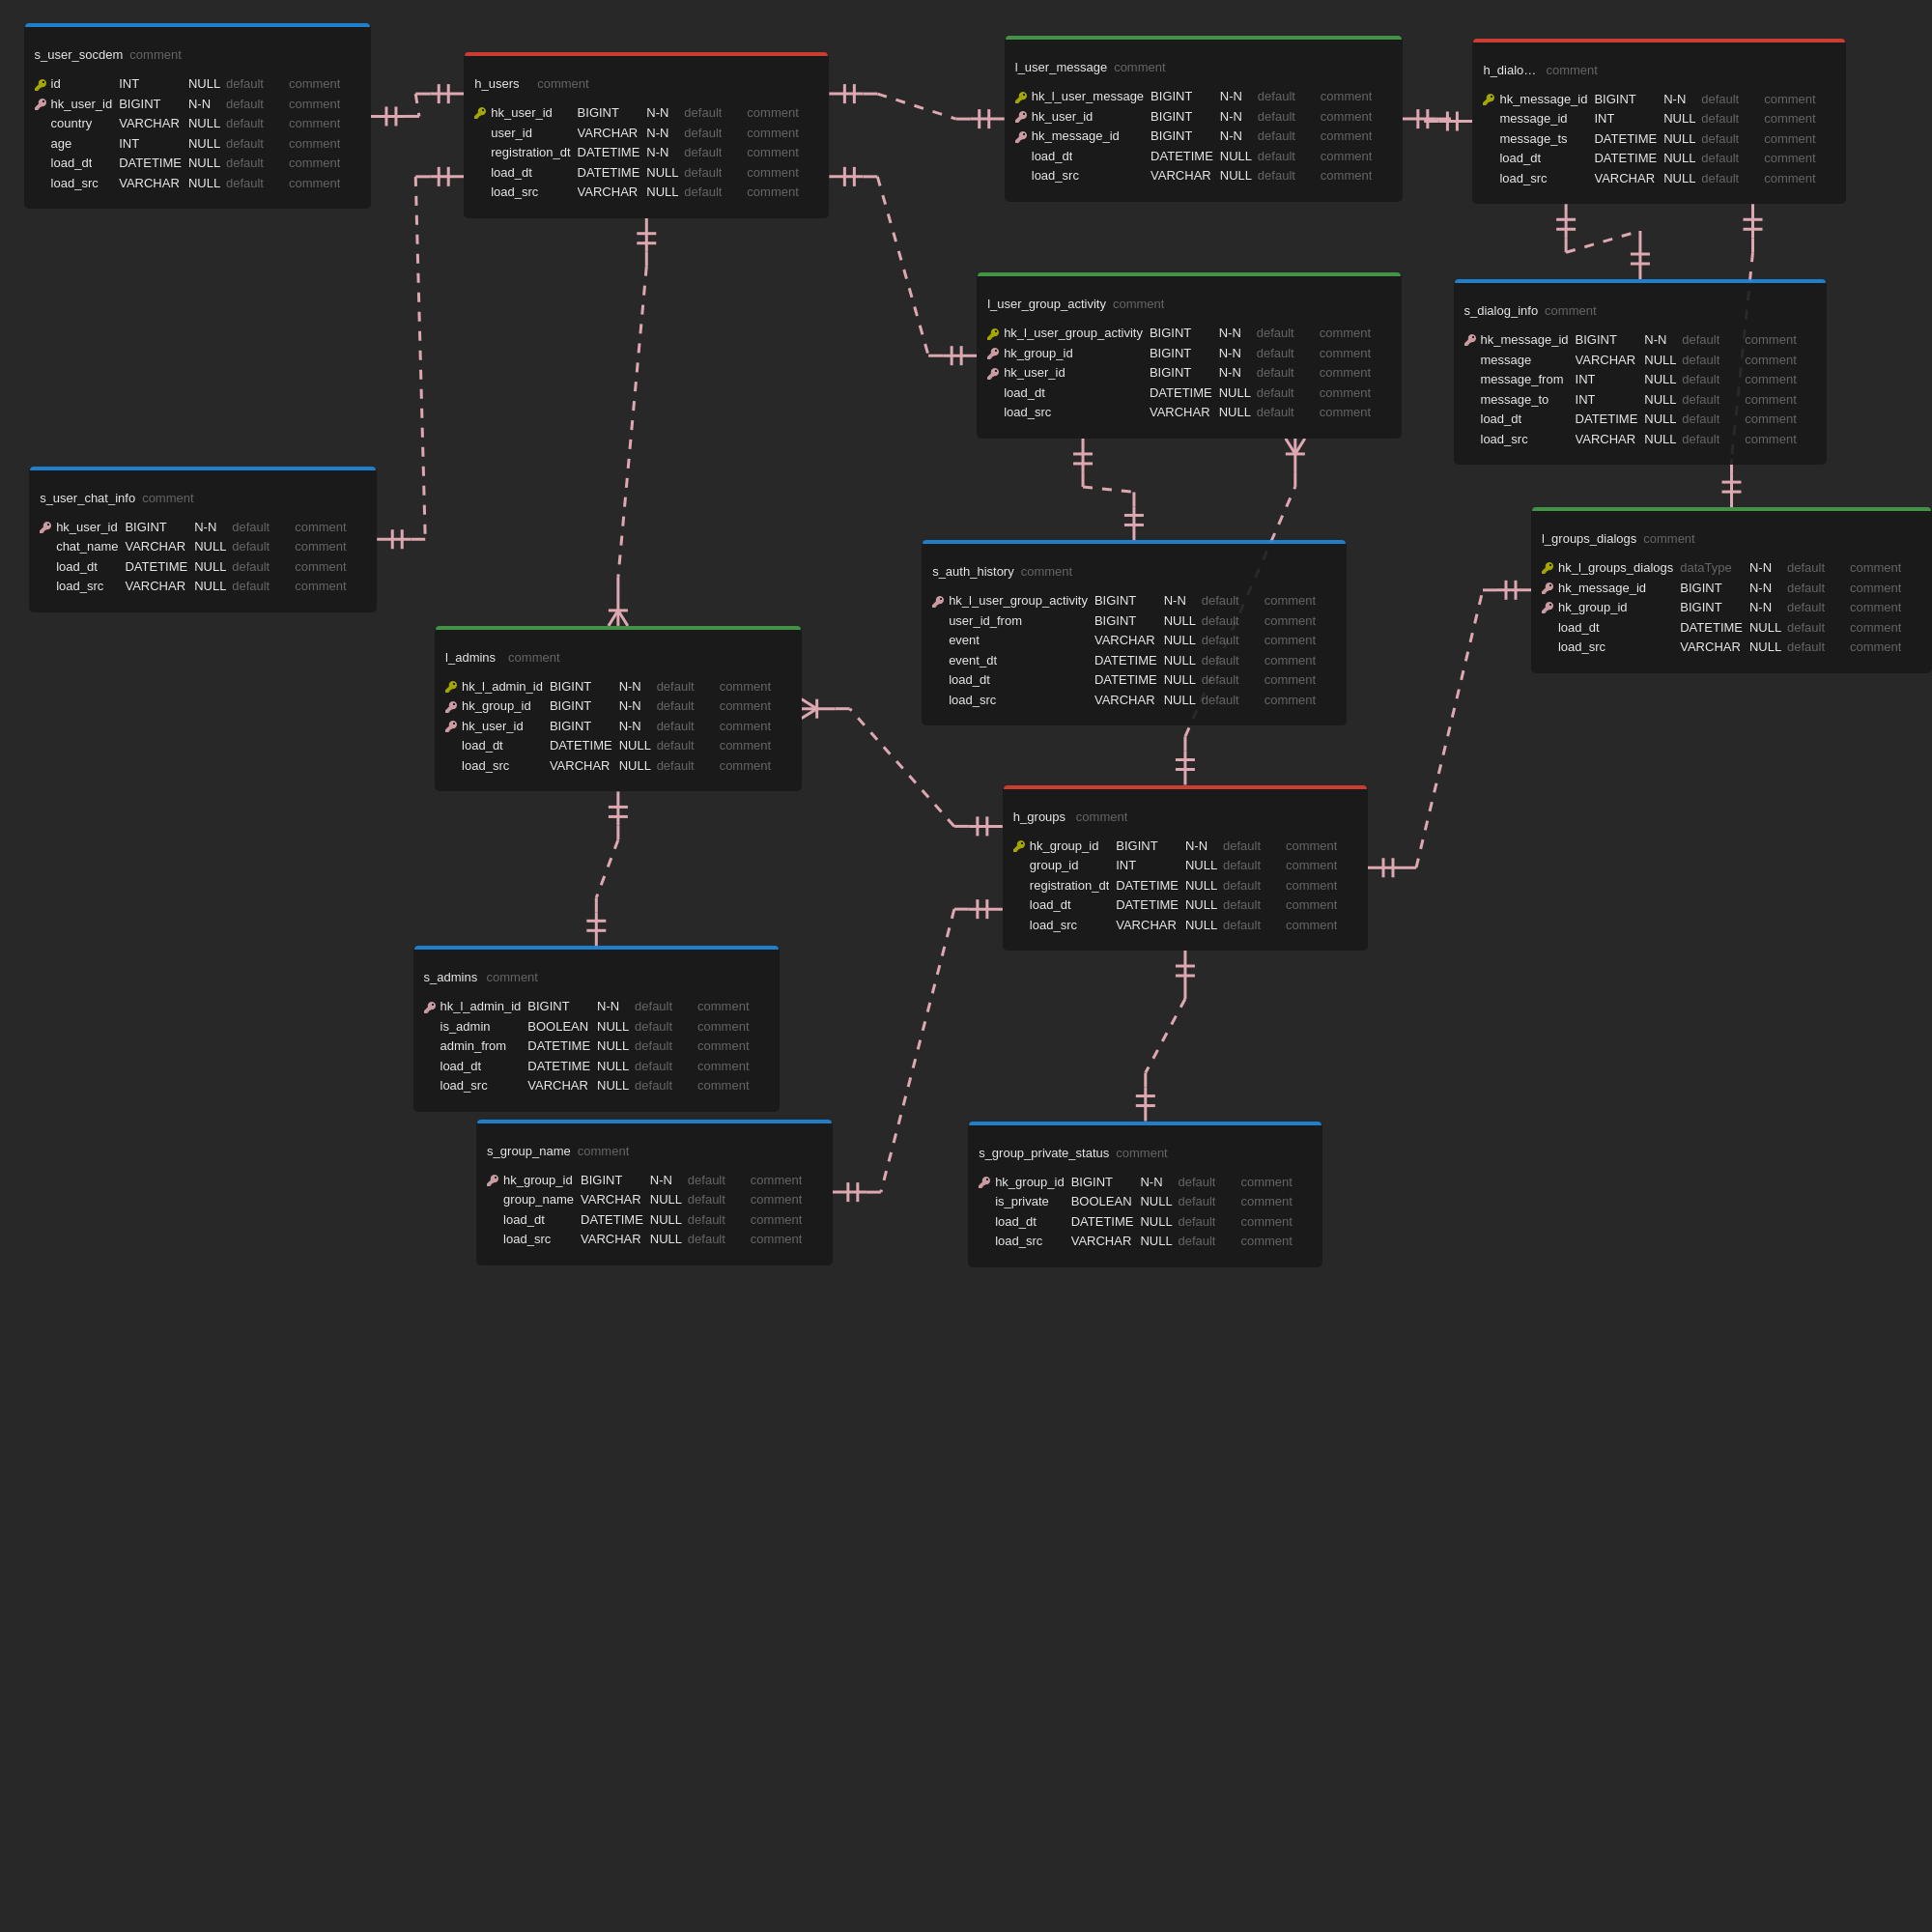 s_user_socdem comment
id INT NULL default comment
hk_user_id BIGINT N-N default comment
country VARCHAR NULL default comment
age INT NULL default comment
load_dt DATETIME NULL default comment
load_src VARCHAR NULL default comment
h_users comment
hk_user_id BIGINT N-N default comment
user_id VARCHAR N-N default comment
registration_dt DATETIME N-N default comment
load_dt DATETIME NULL default comment
load_src VARCHAR NULL default comment
l_user_message comment
hk_l_user_message BIGINT N-N default comment
hk_user_id BIGINT N-N default comment
hk_message_id BIGINT N-N default comment
load_dt DATETIME NULL default comment
load_src VARCHAR NULL default comment
h_dialo… comment
hk_message_id BIGINT N-N default comment
message_id INT NULL default comment
message_ts DATETIME NULL default comment
load_dt DATETIME NULL default comment
load_src VARCHAR NULL default comment
l_user_group_activity comment
hk_l_user_group_activity BIGINT N-N default comment
hk_group_id BIGINT N-N default comment
hk_user_id BIGINT N-N default comment
load_dt DATETIME NULL default comment
load_src VARCHAR NULL default comment
s_dialog_info comment
hk_message_id BIGINT N-N default comment
message VARCHAR NULL default comment
message_from INT NULL default comment
message_to INT NULL default comment
load_dt DATETIME NULL default comment
load_src VARCHAR NULL default comment
s_user_chat_info comment
hk_user_id BIGINT N-N default comment
chat_name VARCHAR NULL default comment
load_dt DATETIME NULL default comment
load_src VARCHAR NULL default comment
s_auth_history comment
hk_l_user_group_activity BIGINT N-N default comment
user_id_from BIGINT NULL default comment
event VARCHAR NULL default comment
event_dt DATETIME NULL default comment
load_dt DATETIME NULL default comment
load_src VARCHAR NULL default comment
l_groups_dialogs comment
hk_l_groups_dialogs dataType N-N default comment
hk_message_id BIGINT N-N default comment
hk_group_id BIGINT N-N default comment
load_dt DATETIME NULL default comment
load_src VARCHAR NULL default comment
l_admins comment
hk_l_admin_id BIGINT N-N default comment
hk_group_id BIGINT N-N default comment
hk_user_id BIGINT N-N default comment
load_dt DATETIME NULL default comment
load_src VARCHAR NULL default comment
h_groups comment
hk_group_id BIGINT N-N default comment
group_id INT NULL default comment
registration_dt DATETIME NULL default comment
load_dt DATETIME NULL default comment
load_src VARCHAR NULL default comment
s_admins comment
hk_l_admin_id BIGINT N-N default comment
is_admin BOOLEAN NULL default comment
admin_from DATETIME NULL default comment
load_dt DATETIME NULL default comment
load_src VARCHAR NULL default comment
s_group_name comment
hk_group_id BIGINT N-N default comment
group_name VARCHAR NULL default comment
load_dt DATETIME NULL default comment
load_src VARCHAR NULL default comment
s_group_private_status comment
hk_group_id BIGINT N-N default comment
is_private BOOLEAN NULL default comment
load_dt DATETIME NULL default comment
load_src VARCHAR NULL default comment